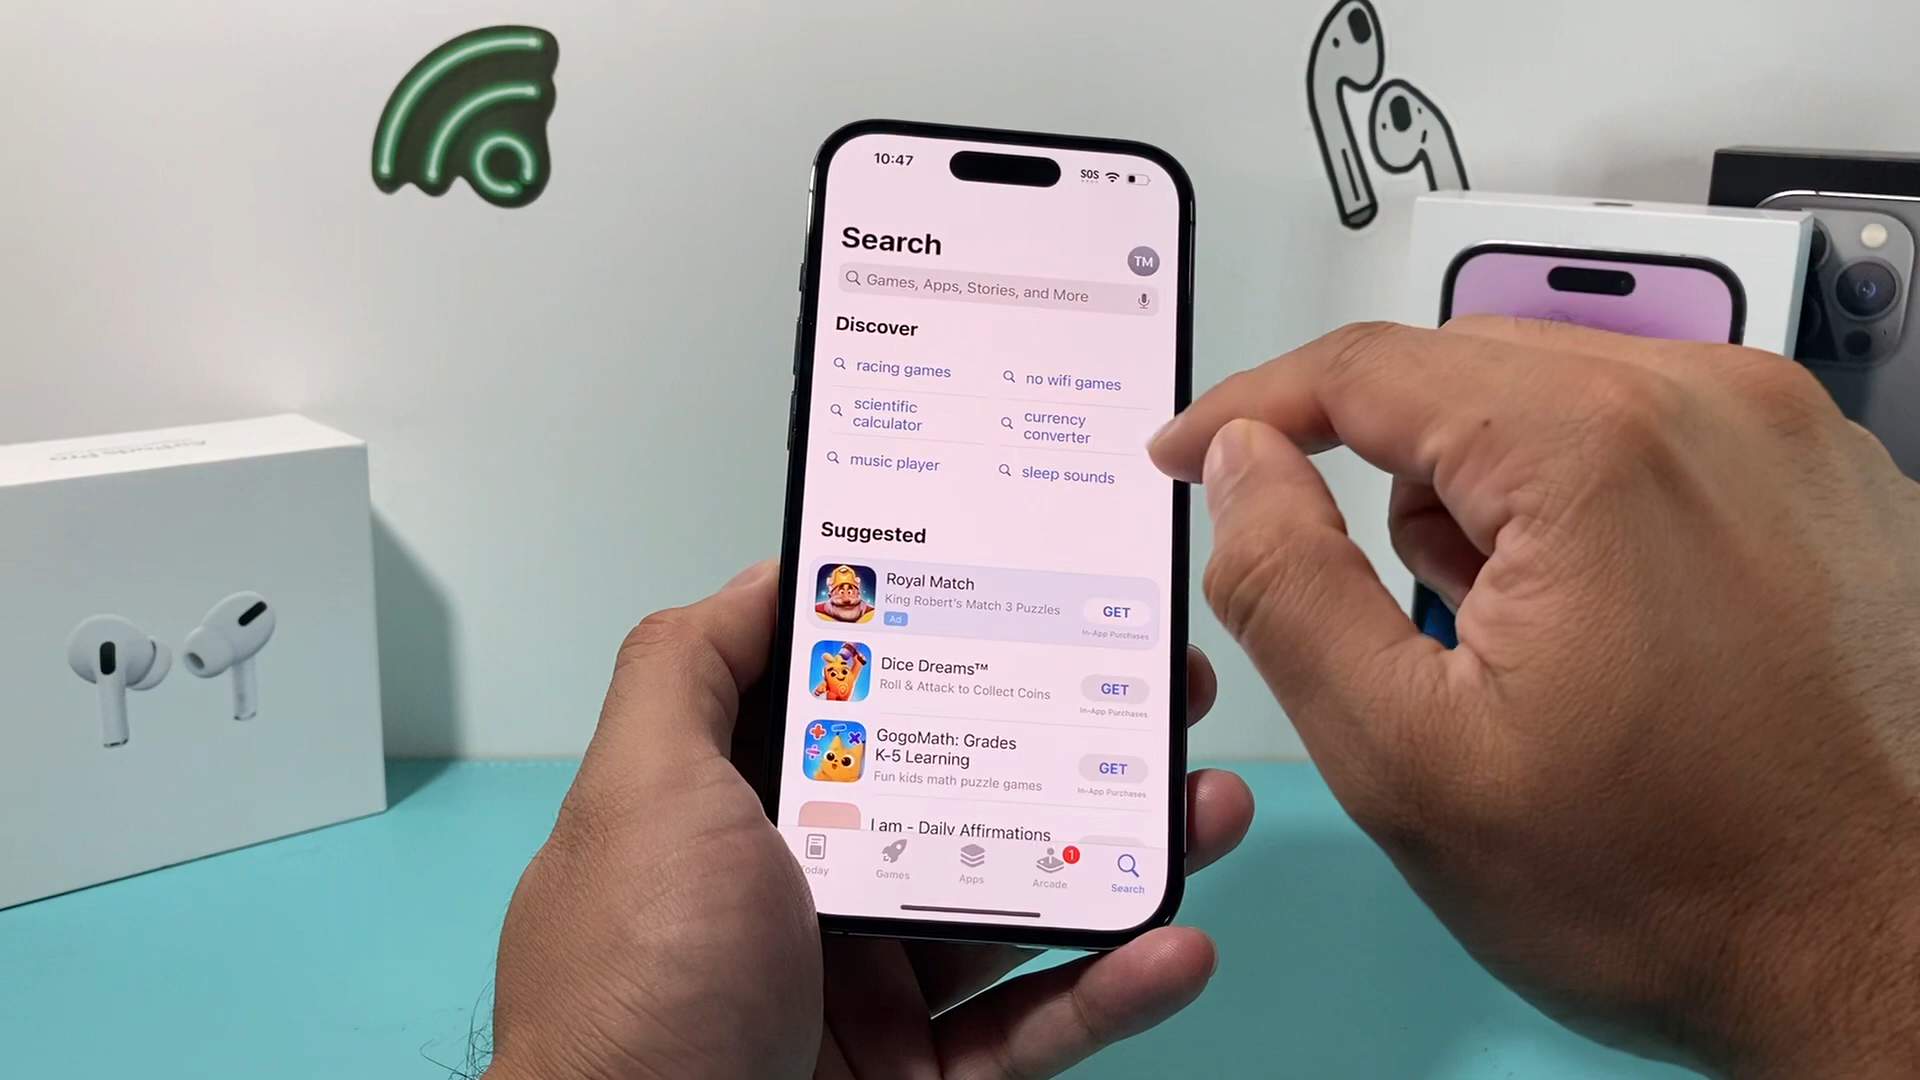 10:47
SOS
Search
TM
Games, Apps, Stories, and More
Discover
racing games
no wifi games
scientific
calculator
currency
converter
music player
sleep sounds
Suggested
Royal Match
King Robert's Match 3 Puzzles
Ad
GET
In-App Purchases
Dice Dreams™
Roll & Attack to Collect Coins
GET
In-App Purchases
GogoMath: Grades
K-5 Learning
Fun kids math puzzle games
GET
In-App Purchases
I am - Daily Affirmations
Today
Games
Apps
Arcade
1
Search
AirPods Pro